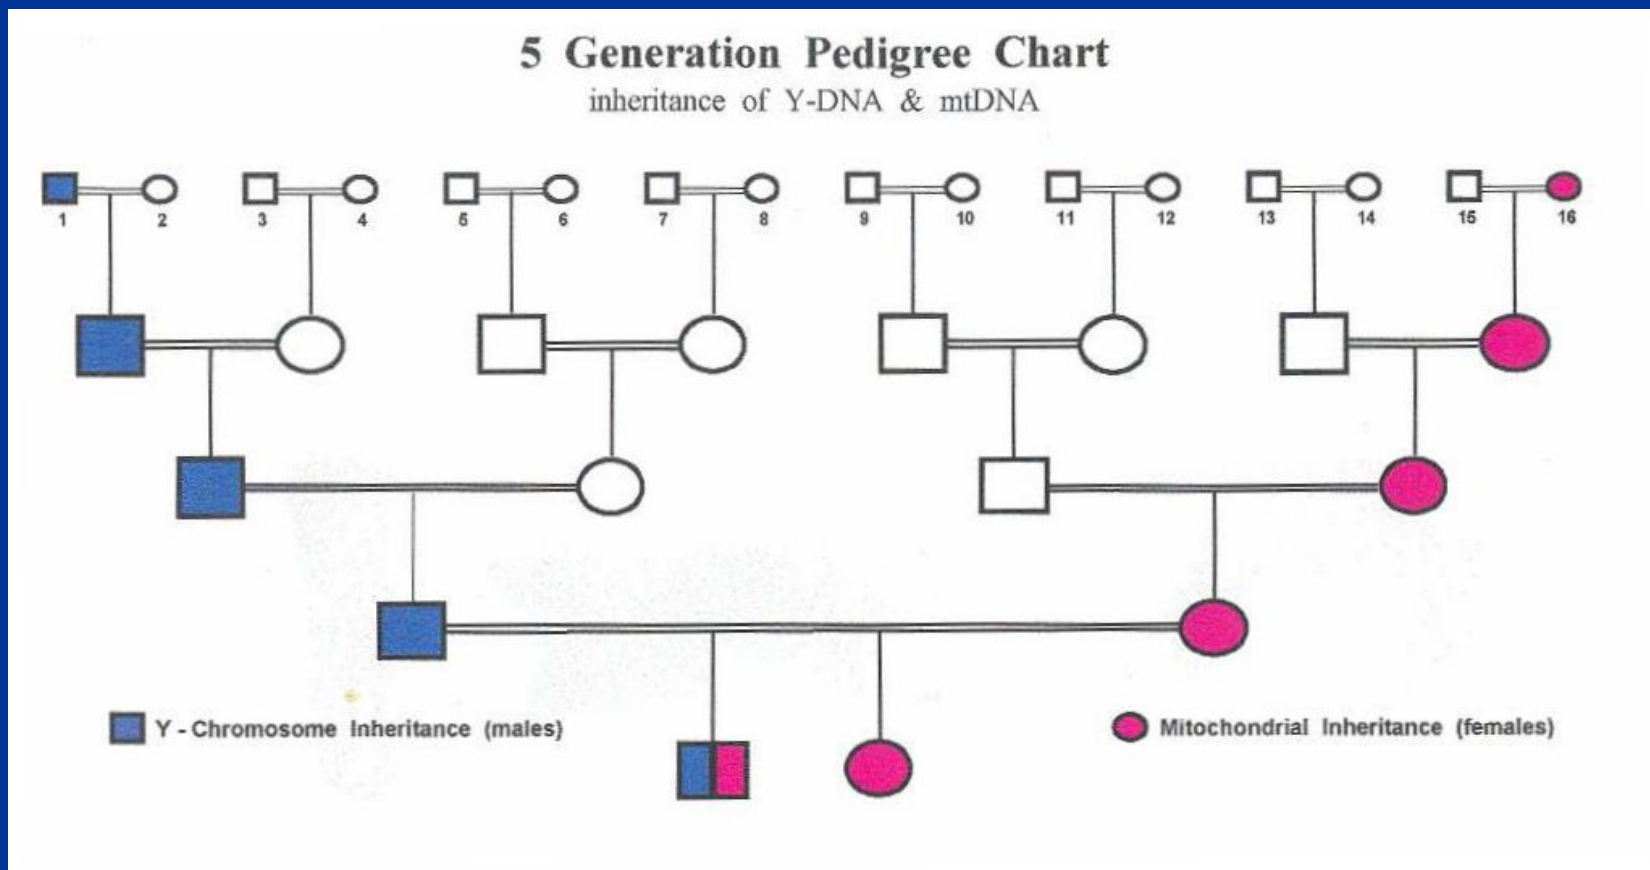 5 Generation Pedigree Chart
inheritance of Y-DNA & mtDNA
1 2 3 4 5 6 7 8 9 10 11 12 13 14 15 16
Y - Chromosome Inheritance (males)
Mitochondrial Inheritance (females)